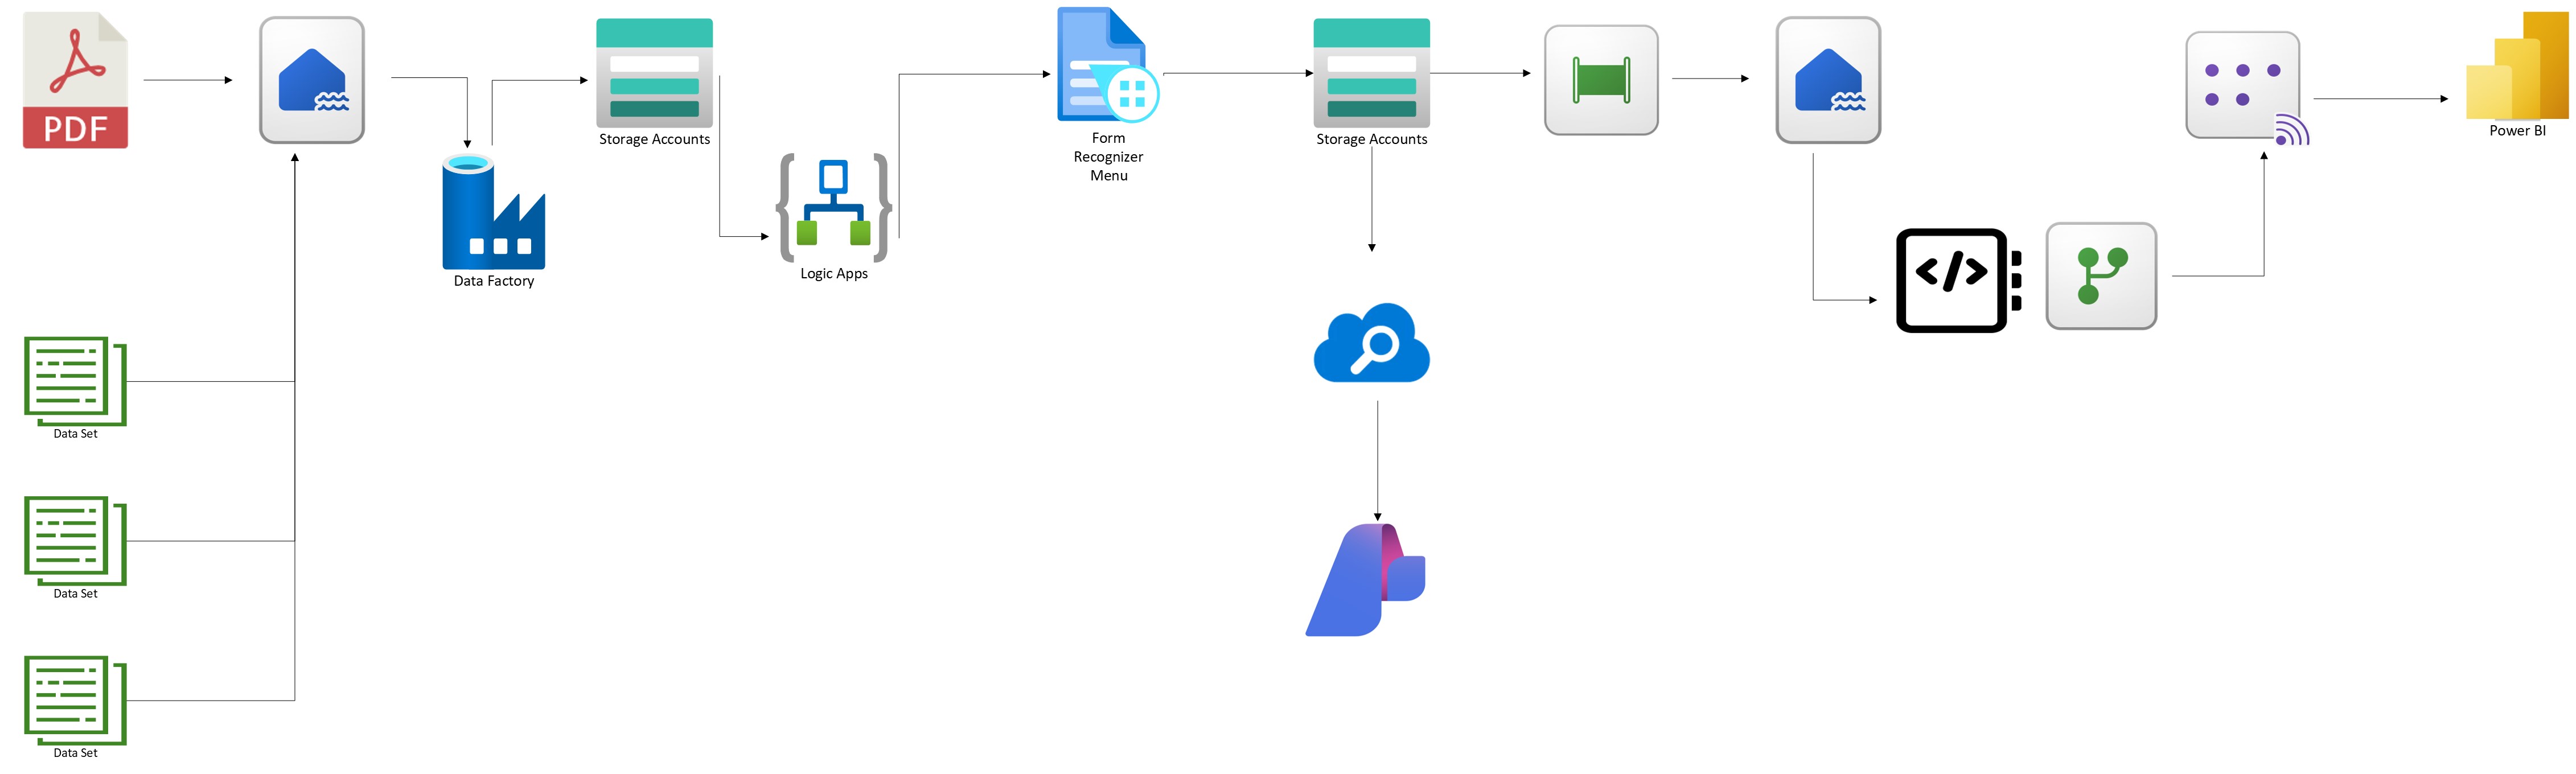 PDF
Storage Accounts
Form
Recognizer
Menu
Storage Accounts
Power BI
Data Factory
Logic Apps
</>
Data Set
Data Set
Data Set